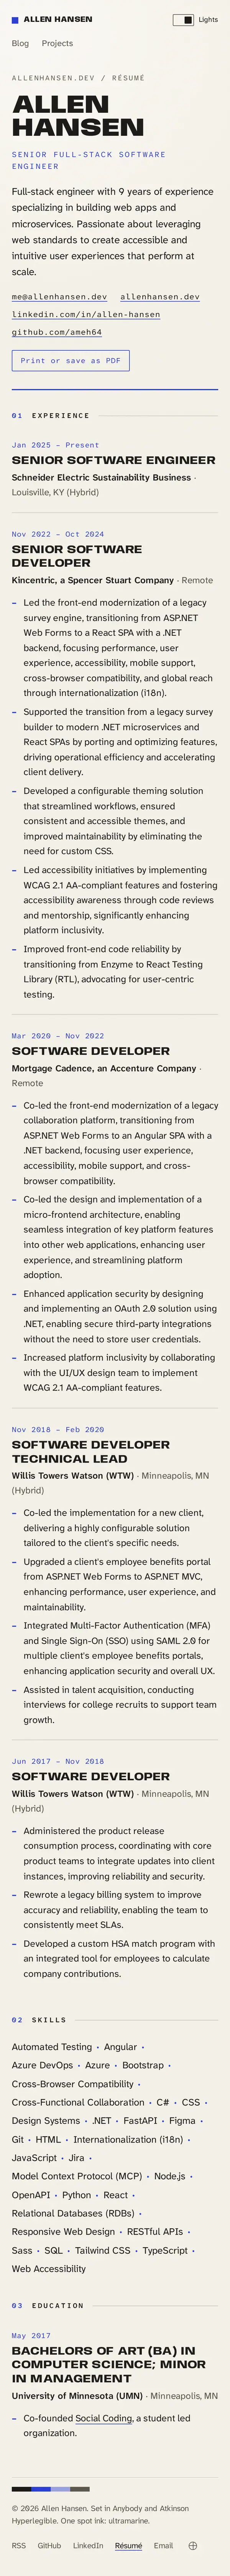 ALLEN HANSEN
Lights
Blog Projects
ALLENHANSEN.DEV / RÉSUMÉ
ALLEN
HANSEN
SENIOR FULL-STACK SOFTWARE
ENGINEER
Full-stack engineer with 9 years of experience
specializing in building web apps and
microservices. Passionate about leveraging
web standards to create accessible and
intuitive user experiences that perform at
scale.
me@allenhansen.dev allenhansen.dev
linkedin.com/in/allen-hansen
github.com/ameh64
Print or save as PDF
01 EXPERIENCE
Jan 2025 – Present
SENIOR SOFTWARE ENGINEER
Schneider Electric Sustainability Business ·
Louisville, KY (Hybrid)
Nov 2022 – Oct 2024
SENIOR SOFTWARE
DEVELOPER
Kincentric, a Spencer Stuart Company · Remote
– Led the front-end modernization of a legacy
survey engine, transitioning from ASP.NET
Web Forms to a React SPA with a .NET
backend, focusing performance, user
experience, accessibility, mobile support,
cross-browser compatibility, and global reach
through internationalization (i18n).
– Supported the transition from a legacy survey
builder to modern .NET microservices and
React SPAs by porting and optimizing features,
driving operational efficiency and accelerating
client delivery.
– Developed a configurable theming solution
that streamlined workflows, ensured
consistent and accessible themes, and
improved maintainability by eliminating the
need for custom CSS.
– Led accessibility initiatives by implementing
WCAG 2.1 AA-compliant features and fostering
accessibility awareness through code reviews
and mentorship, significantly enhancing
platform inclusivity.
– Improved front-end code reliability by
transitioning from Enzyme to React Testing
Library (RTL), advocating for user-centric
testing.
Mar 2020 – Nov 2022
SOFTWARE DEVELOPER
Mortgage Cadence, an Accenture Company ·
Remote
– Co-led the front-end modernization of a legacy
collaboration platform, transitioning from
ASP.NET Web Forms to an Angular SPA with a
.NET backend, focusing user experience,
accessibility, mobile support, and cross-
browser compatibility.
– Co-led the design and implementation of a
micro-frontend architecture, enabling
seamless integration of key platform features
into other web applications, enhancing user
experience, and streamlining platform
adoption.
– Enhanced application security by designing
and implementing an OAuth 2.0 solution using
.NET, enabling secure third-party integrations
without the need to store user credentials.
– Increased platform inclusivity by collaborating
with the UI/UX design team to implement
WCAG 2.1 AA-compliant features.
Nov 2018 – Feb 2020
SOFTWARE DEVELOPER
TECHNICAL LEAD
Willis Towers Watson (WTW) · Minneapolis, MN
(Hybrid)
– Co-led the implementation for a new client,
delivering a highly configurable solution
tailored to the client's specific needs.
– Upgraded a client's employee benefits portal
from ASP.NET Web Forms to ASP.NET MVC,
enhancing performance, user experience, and
maintainability.
– Integrated Multi-Factor Authentication (MFA)
and Single Sign-On (SSO) using SAML 2.0 for
multiple client's employee benefits portals,
enhancing application security and overall UX.
– Assisted in talent acquisition, conducting
interviews for college recruits to support team
growth.
Jun 2017 – Nov 2018
SOFTWARE DEVELOPER
Willis Towers Watson (WTW) · Minneapolis, MN
(Hybrid)
– Administered the product release
consumption process, coordinating with core
product teams to integrate updates into client
instances, improving reliability and security.
– Rewrote a legacy billing system to improve
accuracy and reliability, enabling the team to
consistently meet SLAs.
– Developed a custom HSA match program with
an integrated tool for employees to calculate
company contributions.
02 SKILLS
Automated Testing · Angular ·
Azure DevOps · Azure · Bootstrap ·
Cross-Browser Compatibility ·
Cross-Functional Collaboration · C# · CSS ·
Design Systems · .NET · FastAPI · Figma ·
Git · HTML · Internationalization (i18n) ·
JavaScript · Jira ·
Model Context Protocol (MCP) · Node.js ·
OpenAPI · Python · React ·
Relational Databases (RDBs) ·
Responsive Web Design · RESTful APIs ·
Sass · SQL · Tailwind CSS · TypeScript ·
Web Accessibility
03 EDUCATION
May 2017
BACHELORS OF ART (BA) IN
COMPUTER SCIENCE; MINOR
IN MANAGEMENT
University of Minnesota (UMN) · Minneapolis, MN
– Co-founded Social Coding, a student led
organization.
© 2026 Allen Hansen. Set in Anybody and Atkinson
Hyperlegible. One spot ink: ultramarine.
RSS GitHub LinkedIn Résumé Email